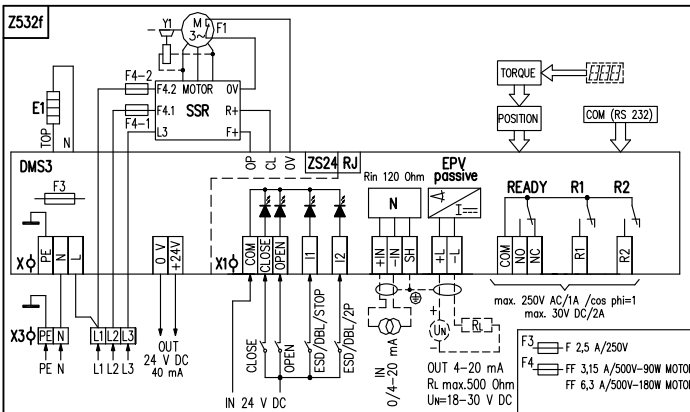 Z532f
Y1
M
3~
F1
F4-2
F4.2 MOTOR 0V
E1
F4.1 SSR R+
F4-1
L3 F+
TOP
N
TORQUE
POSITION
COM (RS 232)
OP
CL
0V
ZS24 RJ
DMS3
F3
Rin 120 Ohm
N
EPV
passive
I
READY R1 R2
X
PE
N
L
0 V
+24V
X1
COM
CLOSE
OPEN
I1
I2
+IN
-IN
SH
+L
-L
COM
NO
NC
R1
R2
max. 250V AC/1A /cos phi=1
max. 30V DC/2A
X3
PE N
L1 L2 L3
PE N
L1 L2 L3
OUT
24 V DC
40 mA
CLOSE
OPEN
ESD/DBL/STOP
ESD/DBL/2P
IN 24 V DC
IN
0/4-20 mA
+
UN
-
RL
OUT 4-20 mA
RL max.500 Ohm
UN=18-30 V DC
F3 F 2,5 A/250V
F4 FF 3,15 A/500V-90W MOTOR
FF 6,3 A/500V-180W MOTOR